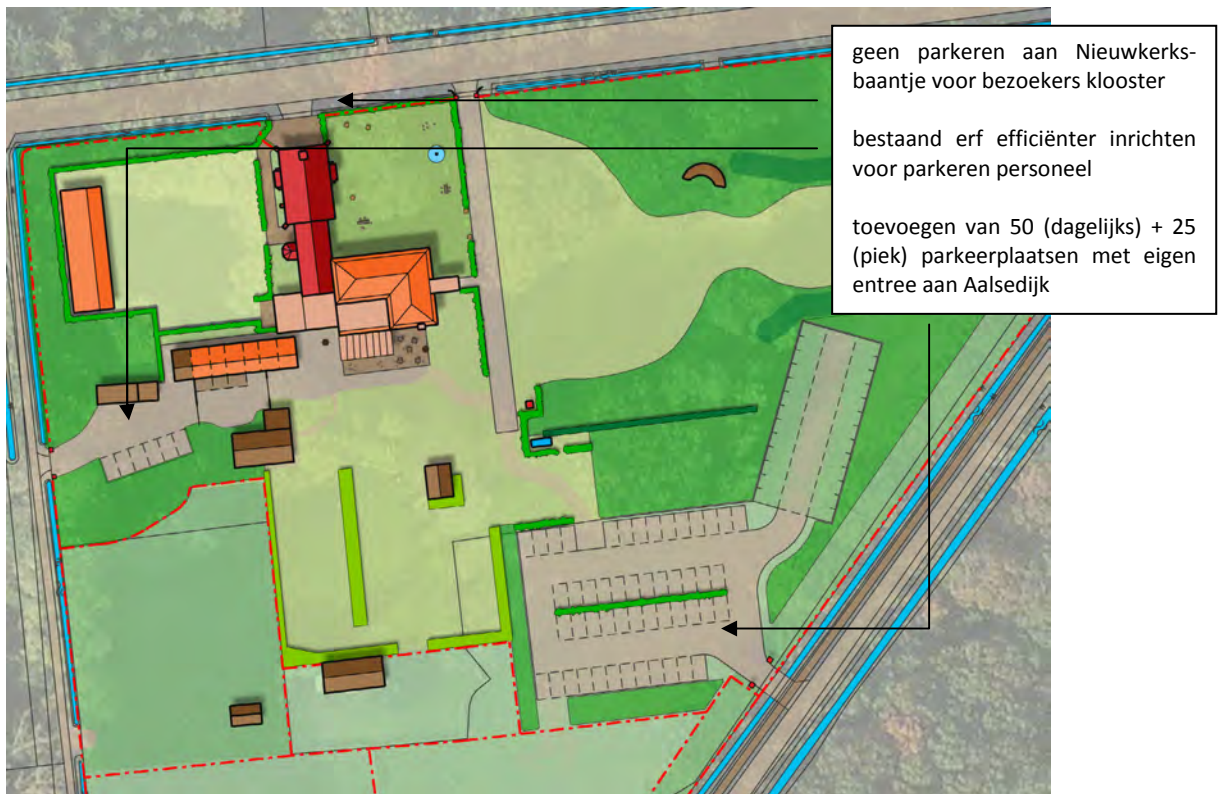 geen parkeren aan Nieuwkerks-
baantje voor bezoekers klooster
bestaand erf efficiënter inrichten
voor parkeren personeel
toevoegen van 50 (dagelijks) + 25
(piek) parkeerplaatsen met eigen
entree aan Aalsedijk